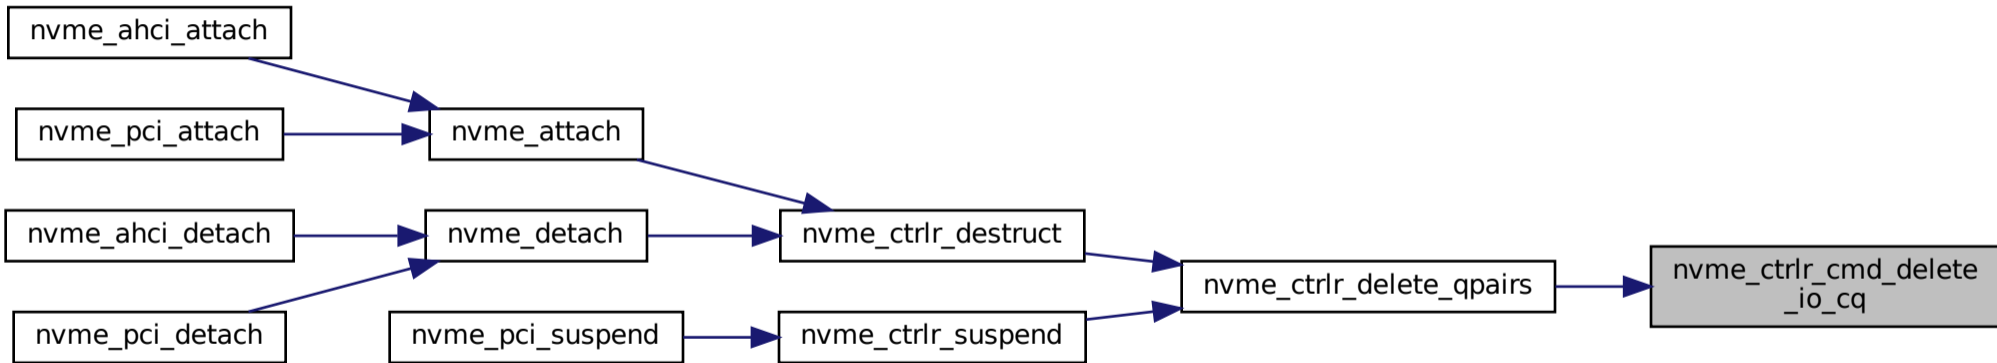 nvme_ahci_attach
nvme_pci_attach
nvme_attach
nvme_ahci_detach
nvme_detach
nvme_ctrlr_destruct
nvme_ctrlr_delete_qpairs
nvme_ctrlr_cmd_delete
_io_cq
nvme_pci_detach
nvme_pci_suspend
nvme_ctrlr_suspend